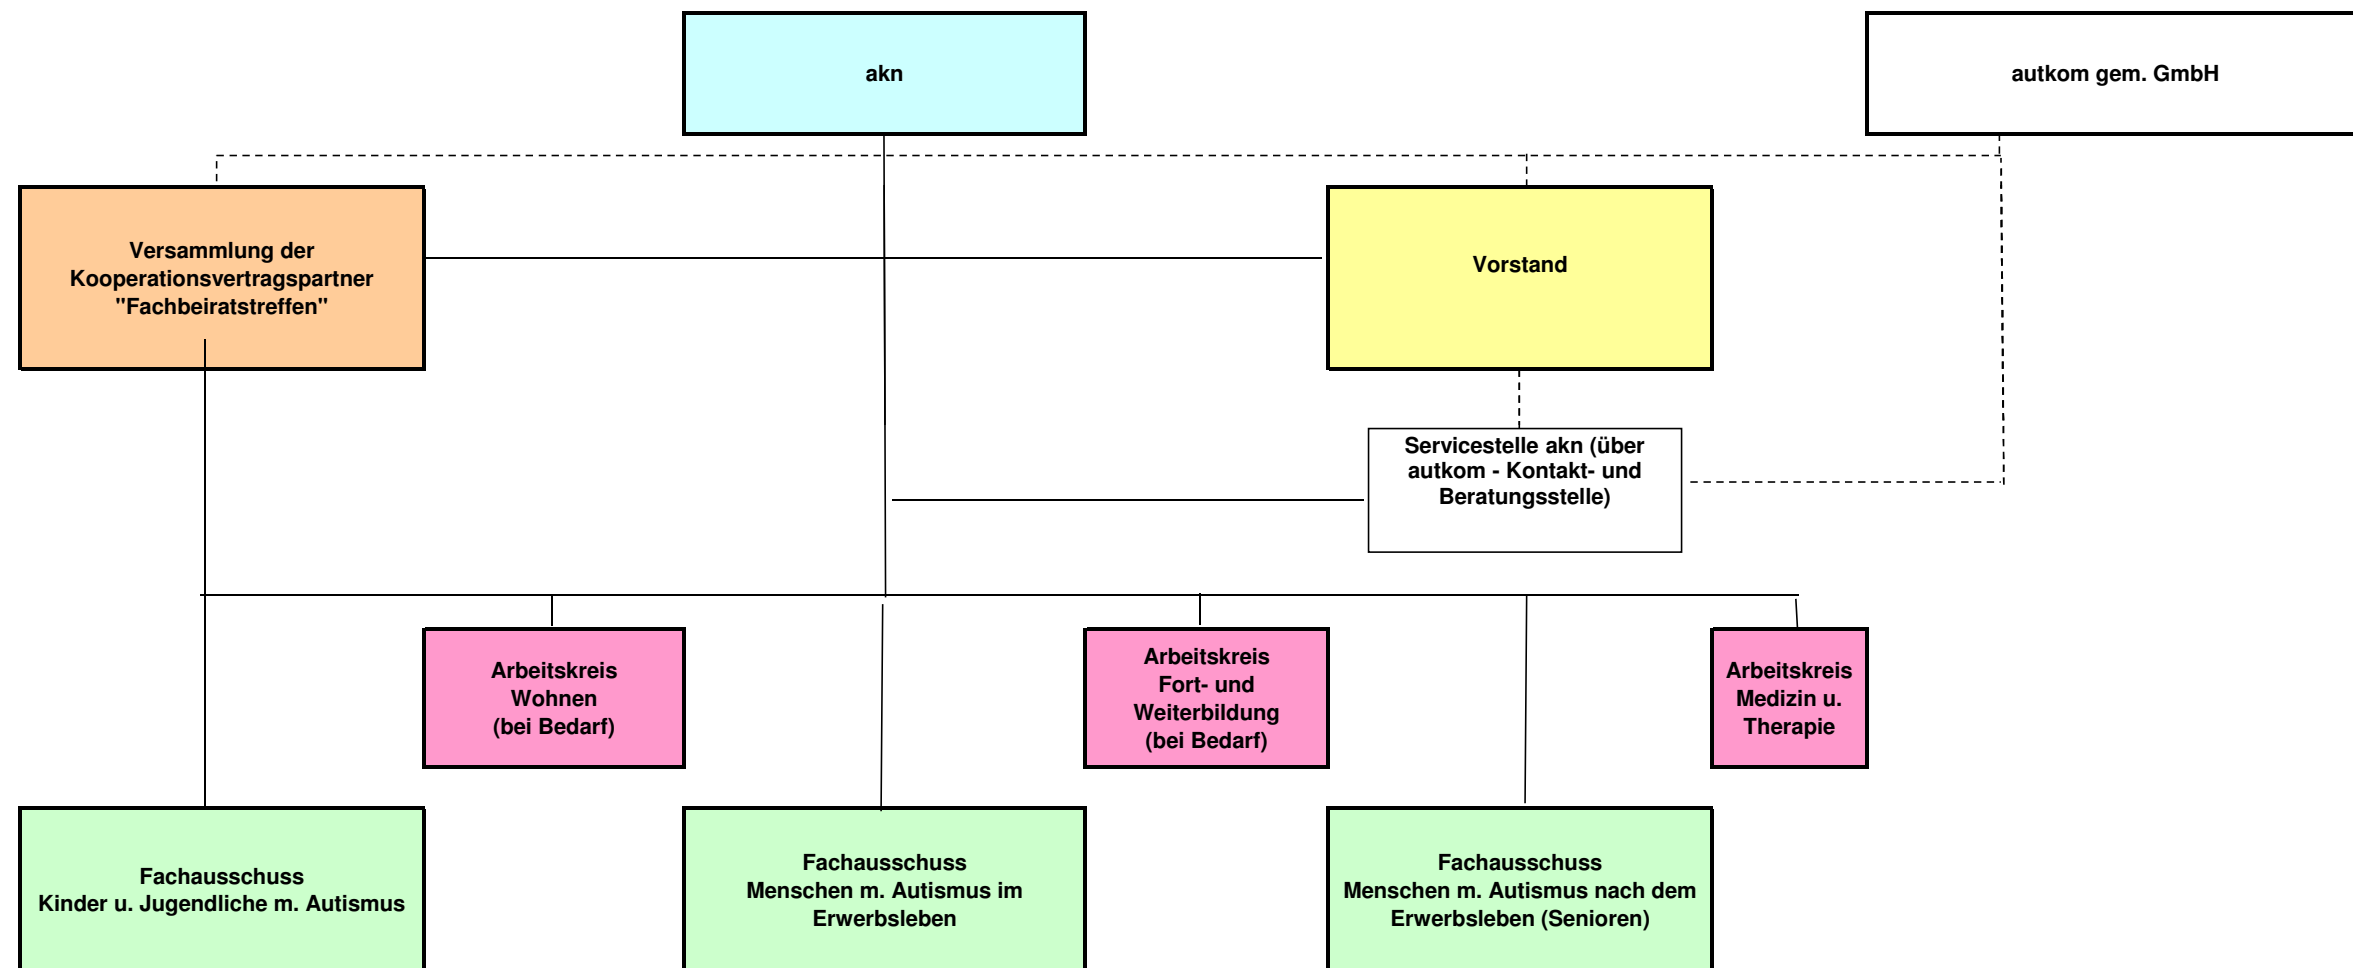 akn
autkom gem. GmbH
Versammlung der
Kooperationsvertragspartner
"Fachbeiratstreffen"
Vorstand
Servicestelle akn (über
autkom - Kontakt- und
Beratungsstelle)
Arbeitskreis
Wohnen
(bei Bedarf)
Arbeitskreis
Fort- und
Weiterbildung
(bei Bedarf)
Arbeitskreis
Medizin u.
Therapie
Fachausschuss
Kinder u. Jugendliche m. Autismus
Fachausschuss
Menschen m. Autismus im
Erwerbsleben
Fachausschuss
Menschen m. Autismus nach dem
Erwerbsleben (Senioren)